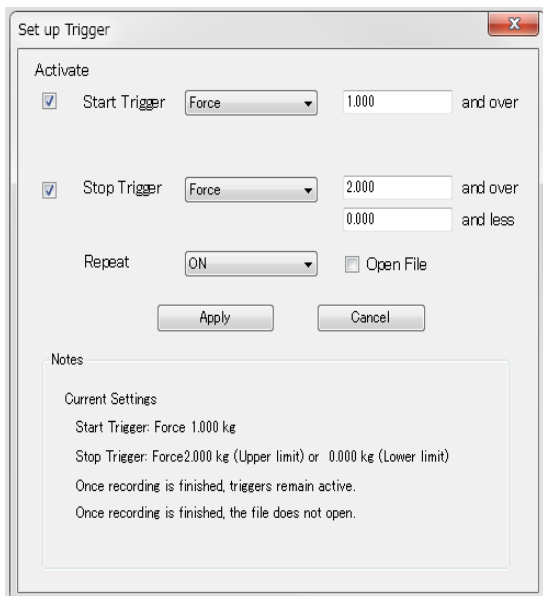 Set up Trigger
Activate
Start Trigger Force 1.000 and over
Stop Trigger Force 2.000 and over
0.000 and less
Repeat ON Open File
Apply Cancel
Notes
Current Settings
Start Trigger: Force 1.000 kg
Stop Trigger: Force2.000 kg (Upper limit) or 0.000 kg (Lower limit)
Once recording is finished, triggers remain active.
Once recording is finished, the file does not open.